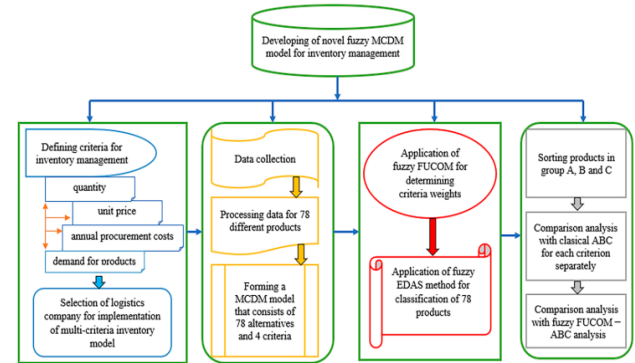 Developing of novel fuzzy MCDM
model for inventory management
Defining criteria for
inventory management
quantity
unit price
annual procurement costs
demand for products
Selection of logistics
company for implementation
of multi-criteria inventory
model
Data collection
Processing data for 78
different products
Forming a
MCDM model
that consists of
78 alternatives
and 4 criteria
Application of
fuzzy FUCOM for
determining
criteria weights
Application of fuzzy
EDAS method for
classification of 78
products
Sorting products in
group A, B and C
Comparison analysis
with clasical ABC
for each criterion
separately
Comparison analysis
with fuzzy FUCOM –
ABC analysis